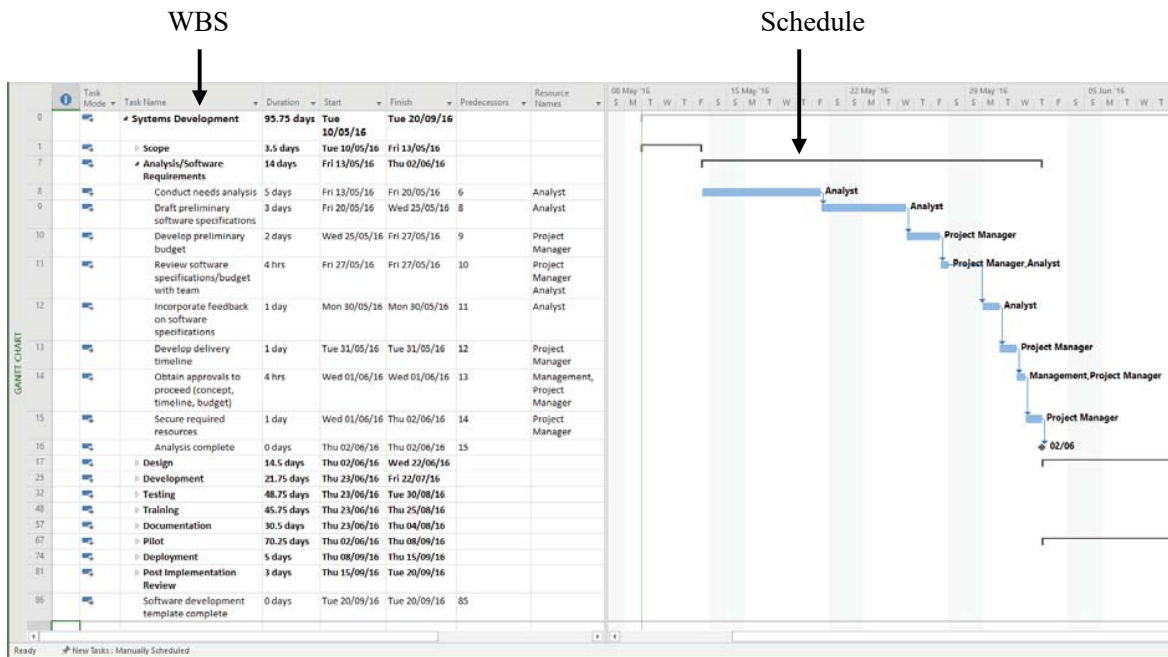 WBS Schedule
Task Mode Task Name Duration Start Finish Predecessors Resource Names 08 May '16 15 May '16 22 May '16 29 May '16 05 Jun '16
S M T W T F S S M T W T F S S M T W T F S S M T W T F S S M T W T
0 Systems Development 95.75 days Tue 10/05/16 Tue 20/09/16
1 Scope 3.5 days Tue 10/05/16 Fri 13/05/16
7 Analysis/Software Requirements 14 days Fri 13/05/16 Thu 02/06/16
8 Conduct needs analysis 5 days Fri 13/05/16 Fri 20/05/16 6 Analyst Analyst
9 Draft preliminary software specifications 3 days Fri 20/05/16 Wed 25/05/16 8 Analyst Analyst
10 Develop preliminary budget 2 days Wed 25/05/16 Fri 27/05/16 9 Project Manager Project Manager
11 Review software specifications/budget with team 4 hrs Fri 27/05/16 Fri 27/05/16 10 Project Manager Analyst Project Manager,Analyst
12 Incorporate feedback on software specifications 1 day Mon 30/05/16 Mon 30/05/16 11 Analyst Analyst
13 Develop delivery timeline 1 day Tue 31/05/16 Tue 31/05/16 12 Project Manager Project Manager
14 Obtain approvals to proceed (concept, timeline, budget) 4 hrs Wed 01/06/16 Wed 01/06/16 13 Management, Project Manager Management,Project Manager
15 Secure required resources 1 day Wed 01/06/16 Thu 02/06/16 14 Project Manager Project Manager
16 Analysis complete 0 days Thu 02/06/16 Thu 02/06/16 15 02/06
17 Design 14.5 days Thu 02/06/16 Wed 22/06/16
25 Development 21.75 days Thu 23/06/16 Fri 22/07/16
32 Testing 48.75 days Thu 23/06/16 Tue 30/08/16
48 Training 45.75 days Thu 23/06/16 Thu 25/08/16
57 Documentation 30.5 days Thu 23/06/16 Thu 04/08/16
67 Pilot 70.25 days Thu 02/06/16 Thu 08/09/16
74 Deployment 5 days Thu 08/09/16 Thu 15/09/16
81 Post Implementation Review 3 days Thu 15/09/16 Tue 20/09/16
86 Software development template complete 0 days Tue 20/09/16 Tue 20/09/16 85
GANTT CHART
Ready New Tasks : Manually Scheduled